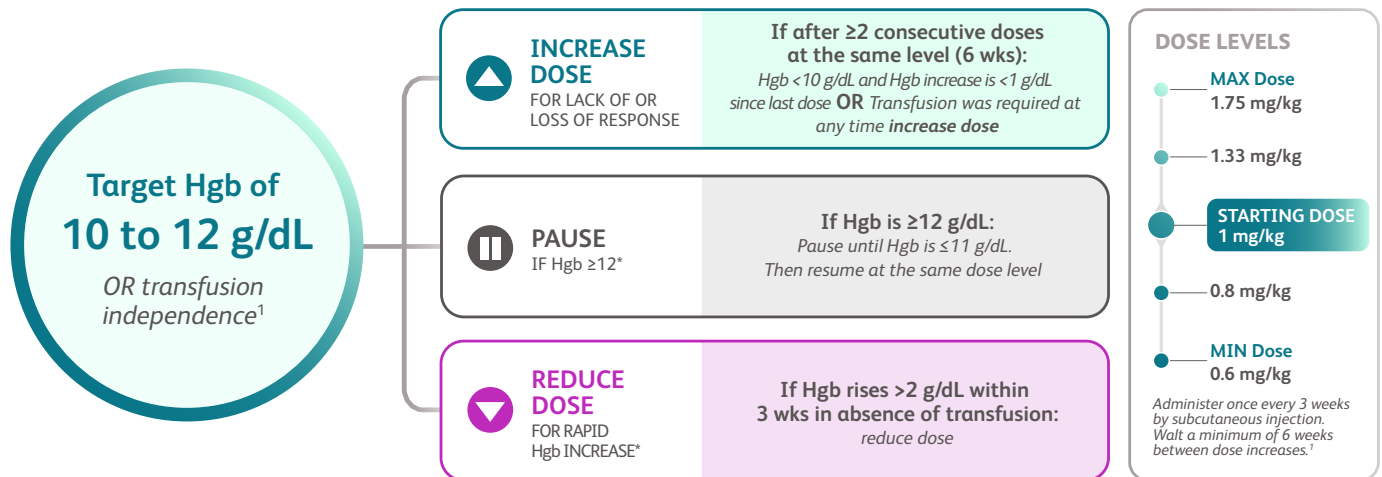 Target Hgb of
10 to 12 g/dL
OR transfusion
independence1
INCREASE
DOSE
FOR LACK OF OR
LOSS OF RESPONSE
If after ≥2 consecutive doses
at the same level (6 wks):
Hgb <10 g/dL and Hgb increase is <1 g/dL
since last dose OR Transfusion was required at
any time increase dose
PAUSE
IF Hgb ≥12*
If Hgb is ≥12 g/dL:
Pause until Hgb is ≤11 g/dL.
Then resume at the same dose level
REDUCE
DOSE
FOR RAPID
Hgb INCREASE*
If Hgb rises >2 g/dL within
3 wks in absence of transfusion:
reduce dose
DOSE LEVELS
MAX Dose
1.75 mg/kg
1.33 mg/kg
STARTING DOSE
1 mg/kg
0.8 mg/kg
MIN Dose
0.6 mg/kg
Administer once every 3 weeks
by subcutaneous injection.
Walt a minimum of 6 weeks
between dose increases.1